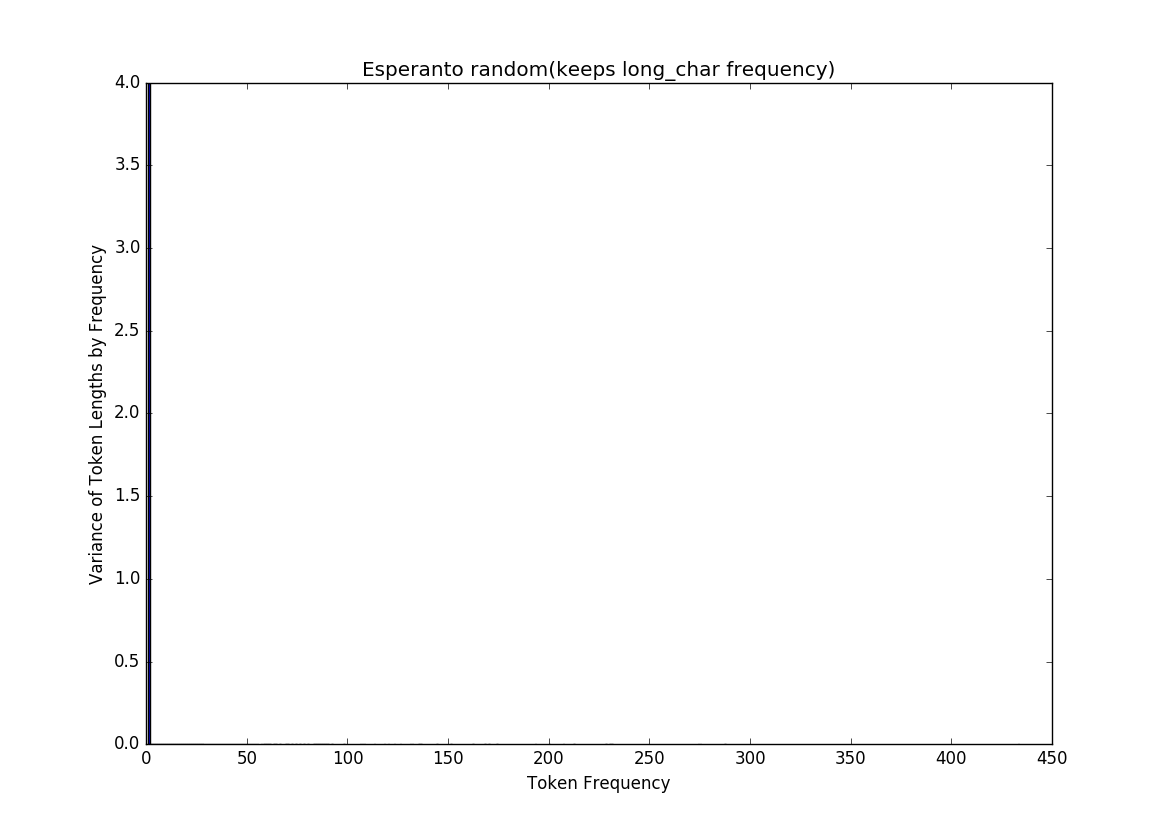 Esperanto random(keeps long_char frequency)
4.0
3.5
3.0
2.5
2.0
1.5
1.0
0.5
0.0
Variance of Token Lengths by Frequency
0 50 100 150 200 250 300 350 400 450
Token Frequency